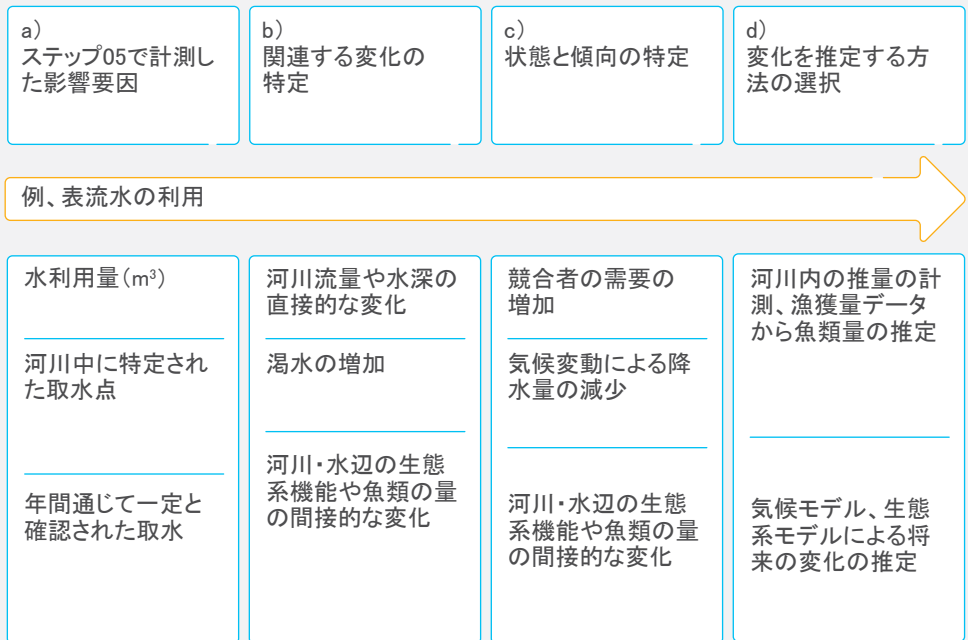 a）
ステップ05で計測し
た影響要因
b）
関連する変化の
特定
c）
状態と傾向の特定
d）
変化を推定する方
法の選択
例、表流水の利用
水利用量（m³）
河川中に特定され
た取水点
年間通じて一定と
確認された取水
河川流量や水深の
直接的な変化
渇水の増加
河川・水辺の生態
系機能や魚類の量
の間接的な変化
競合者の需要の
増加
気候変動による降
水量の減少
河川・水辺の生態
系機能や魚類の量
の間接的な変化
河川内の推量の計
測、漁獲量データ
から魚類量の推定
気候モデル、生態
系モデルによる将
来の変化の推定